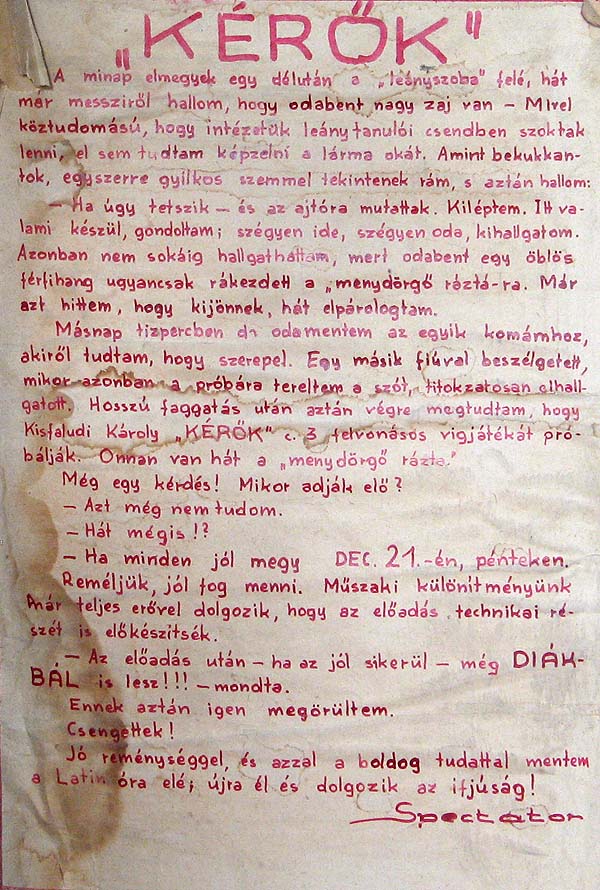 „KÉRŐK"
A minap elmegyek egy délután a „leányszoba" felé, hát
már messziről hallom, hogy odabent nagy zaj van – Mivel
köztudomású, hogy intézetük leánytanulói csendben szoktak
lenni, el sem tudtam képzelni a lárma okát. Amint bekukkan-
tok, egyszerre gyilkos szemmel tekintenek rám, s aztán hallom:
– Ha úgy tetszik – és az ajtóra mutattak. Kiléptem. Itt va-
lami készül, gondoltam; szégyen ide, szégyen oda, kihallgatom.
Azonban nem sokáig hallgathattam, mert odabent egy öblös
férfihang ugyancsak rákezdett a „menydörgő ráztá-ra. Már
azt hittem, hogy kijönnek, hát elpárologtam.
Másnap tizpercben odamentem az egyik komámhoz,
akiről tudtam, hogy szerepel. Egy másik fiúval beszélgetett,
mikor azonban a próbára tereltem a szót, titokzatosan elhall-
gatott. Hosszú faggatás után aztán végre megtudtam, hogy
Kisfaludi Károly „KÉRŐK" c. 3 felvonásos vigjátékát pró-
bálják. Onnan van hát a „menydörgő rázta."
Még egy kérdés! Mikor adják elő?
– Azt még nem tudom.
– Hát mégis!?
– Ha minden jól megy DEC. 21.-én, pénteken.
Reméljük, jól fog menni. Műszaki különitményünk
már teljes erővel dolgozik, hogy az előadás technikai ré-
szét is előkészítsék.
– Az előadás után – ha az jól sikerül – még DIÁK-
BÁL is lesz!!! – mondta.
Ennek aztán igen megörültem.
Csengettek!
Jó reménységgel, és azzal a boldog tudattal mentem
a Latin óra elé; újra él és dolgozik az ifjúság!
Spectator